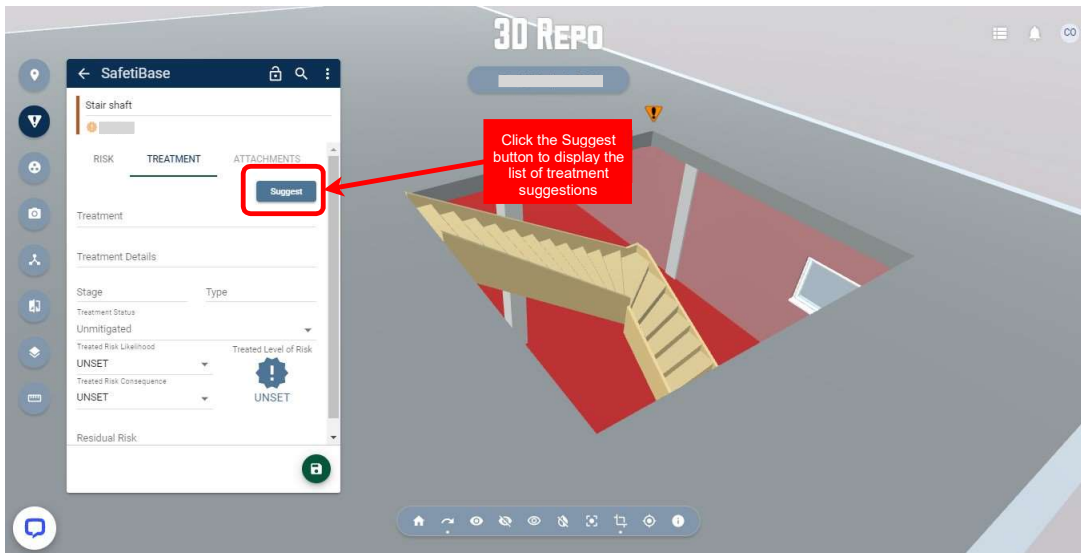 3D REPO
CO
SafetiBase
Stair shaft
RISK TREATMENT ATTACHMENTS
Suggest
Click the Suggest
button to display the
list of treatment
suggestions
Treatment
Treatment Details
Stage Type
Treatment Status
Unmitigated
Treated Risk Likelihood Treated Level of Risk
UNSET
Treated Risk Consequence
UNSET UNSET
Residual Risk